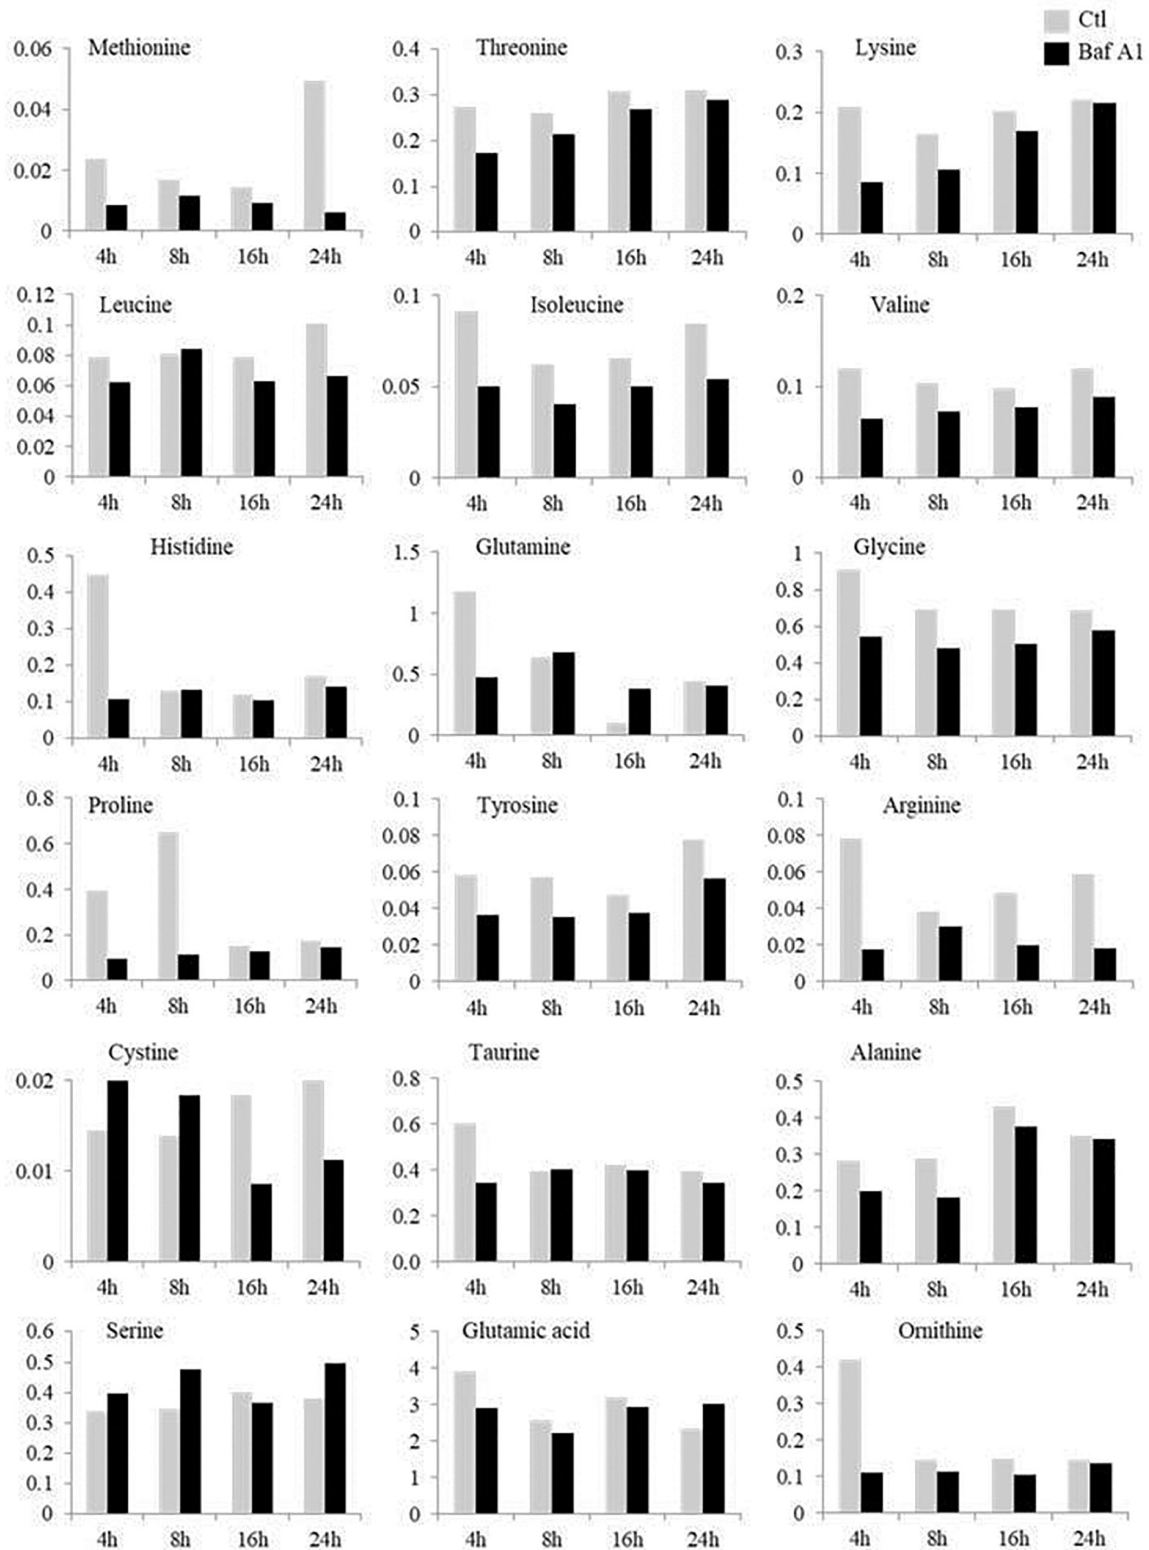 Ctl
Baf A1
Methionine
0.06
0.04
0.02
0
4h 8h 16h 24h
Threonine
0.4
0.3
0.2
0.1
0
4h 8h 16h 24h
Lysine
0.3
0.2
0.1
0
4h 8h 16h 24h
Leucine
0.12
0.1
0.08
0.06
0.04
0.02
0
4h 8h 16h 24h
Isoleucine
0.1
0.05
0
4h 8h 16h 24h
Valine
0.2
0.1
0
4h 8h 16h 24h
Histidine
0.5
0.4
0.3
0.2
0.1
0
4h 8h 16h 24h
Glutamine
1.5
1
0.5
0
4h 8h 16h 24h
Glycine
1
0.8
0.6
0.4
0.2
0
4h 8h 16h 24h
Proline
0.8
0.6
0.4
0.2
0
4h 8h 16h 24h
Tyrosine
0.1
0.08
0.06
0.04
0.02
0
4h 8h 16h 24h
Arginine
0.1
0.08
0.06
0.04
0.02
0
4h 8h 16h 24h
Cystine
0.02
0.01
0
4h 8h 16h 24h
Taurine
0.8
0.6
0.4
0.2
0.0
4h 8h 16h 24h
Alanine
0.5
0.4
0.3
0.2
0.1
0
4h 8h 16h 24h
Serine
0.6
0.5
0.4
0.3
0.2
0.1
0
4h 8h 16h 24h
Glutamic acid
5
4
3
2
1
0
4h 8h 16h 24h
Ornithine
0.5
0.4
0.3
0.2
0.1
0
4h 8h 16h 24h